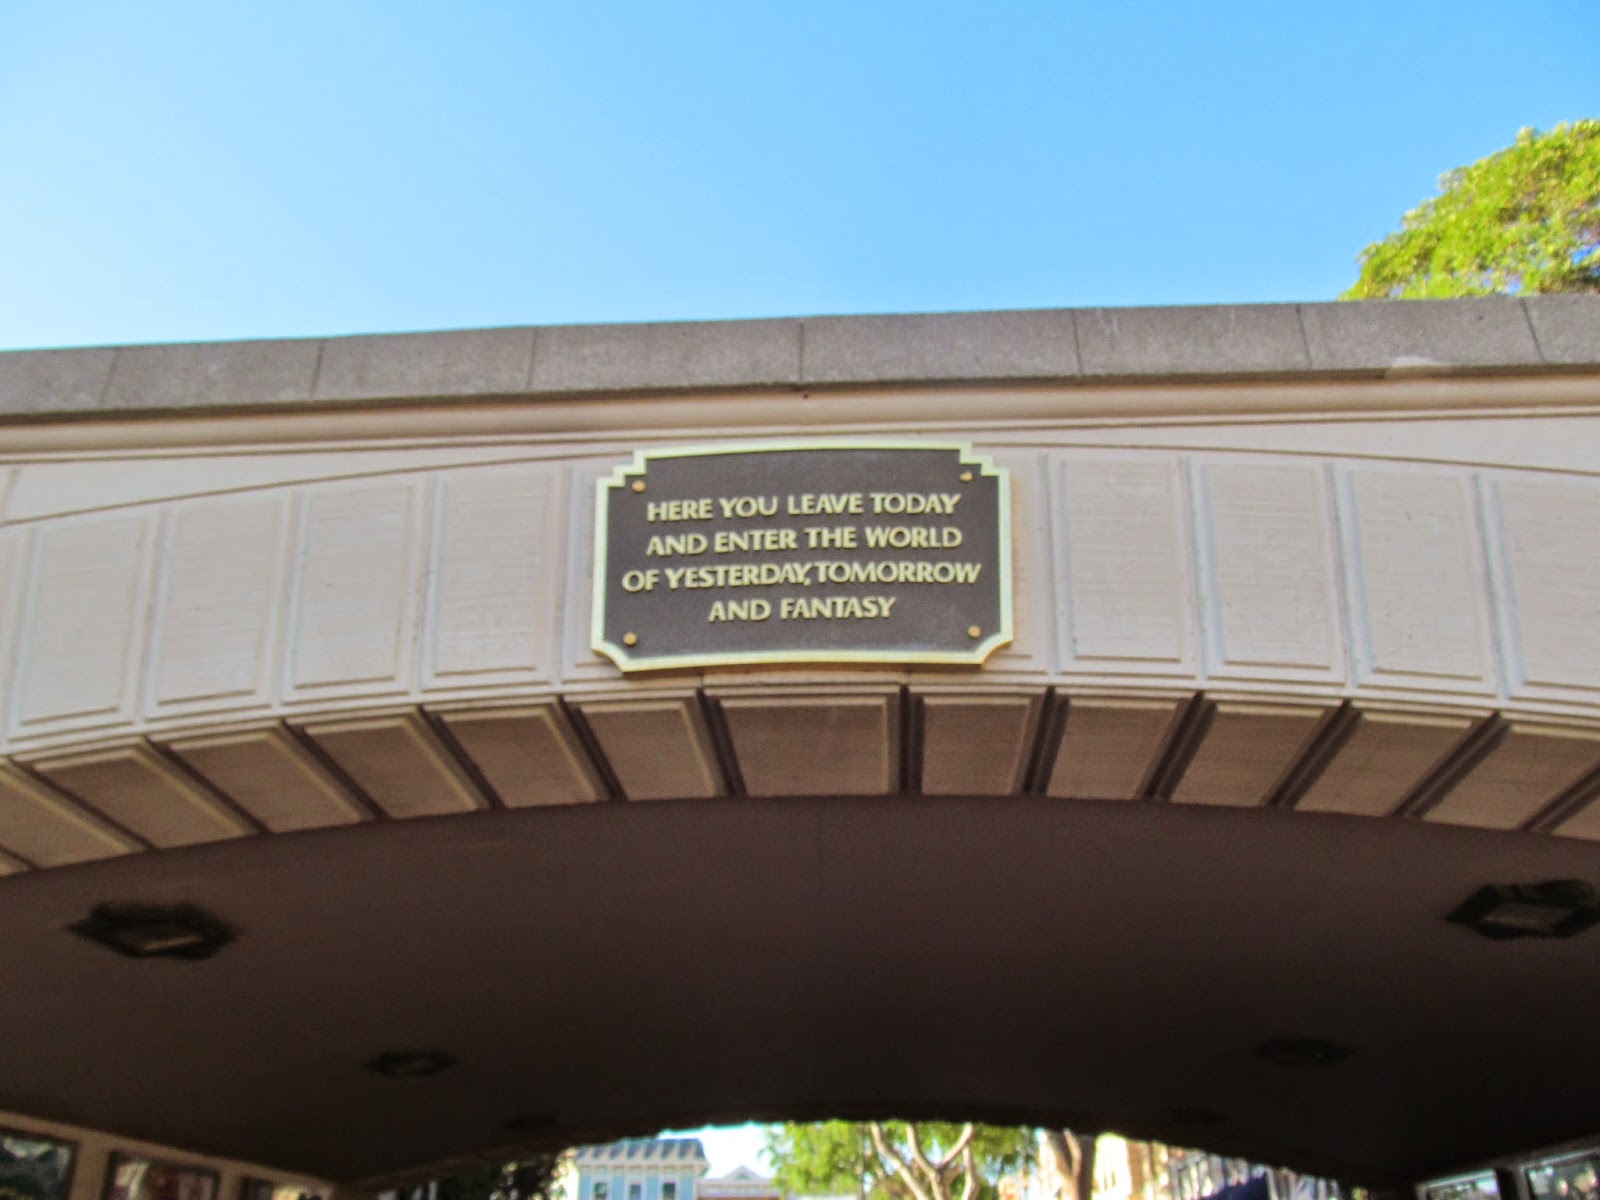 HERE YOU LEAVE TODAY
AND ENTER THE WORLD
OF YESTERDAY, TOMORROW
AND FANTASY